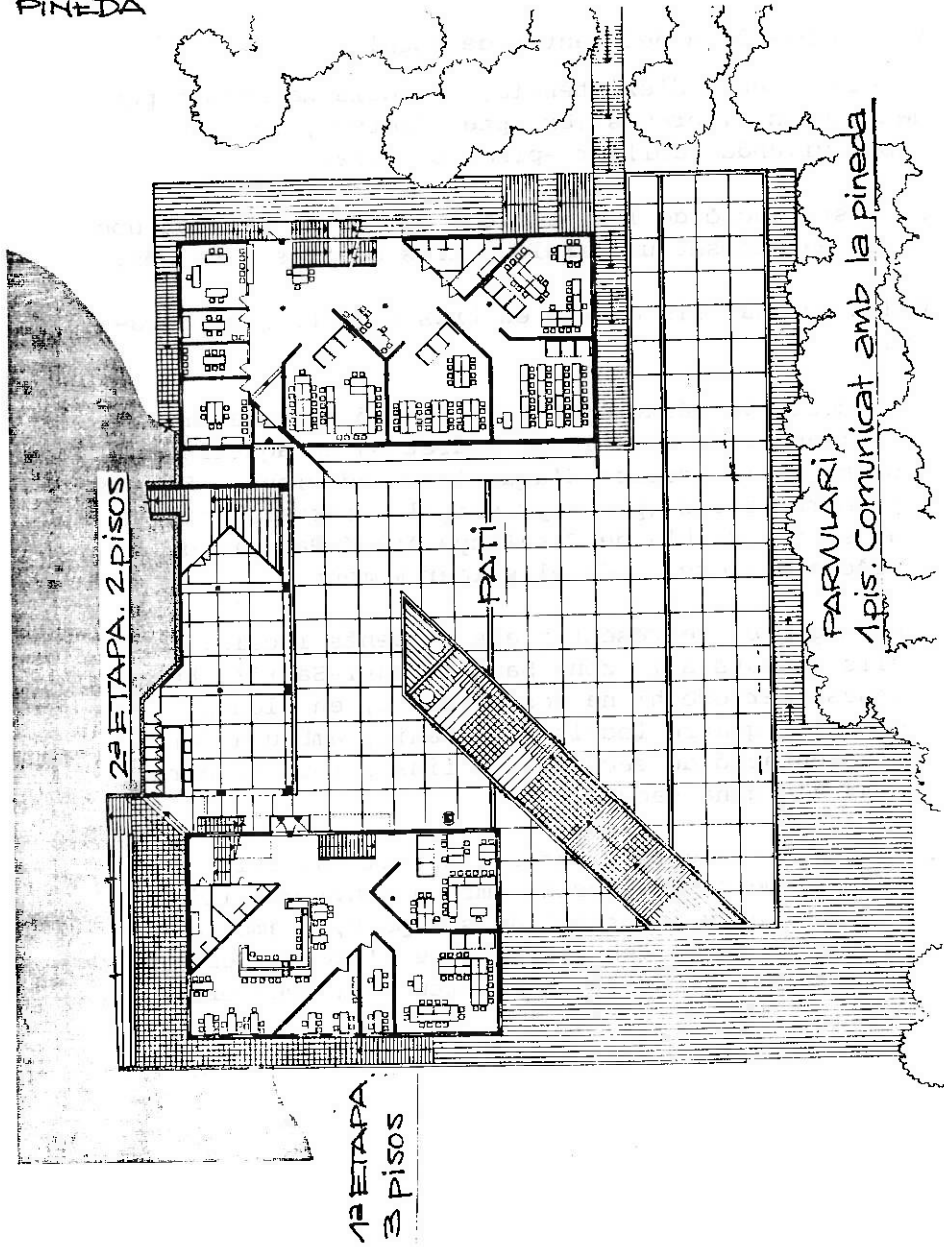 PINEDA
2ª ETAPA. 2 PISOS
PATI
PARVULARI
1 pis. Comunicat amb la pineda
1ª ETAPA
3 PISOS